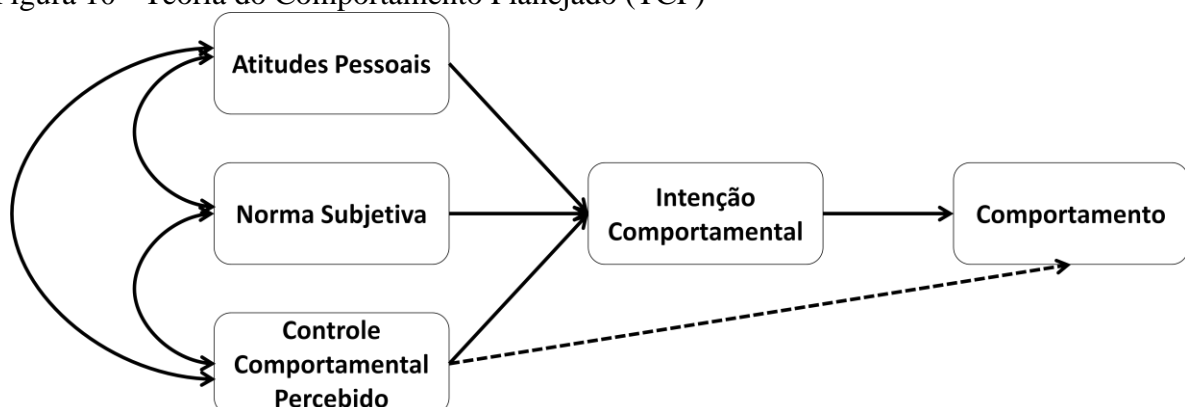 Figura 10 - Teoria do Comportamento Planejado (TCP)
Atitudes Pessoais
Norma Subjetiva
Controle
Comportamental
Percebido
Intenção
Comportamental
Comportamento